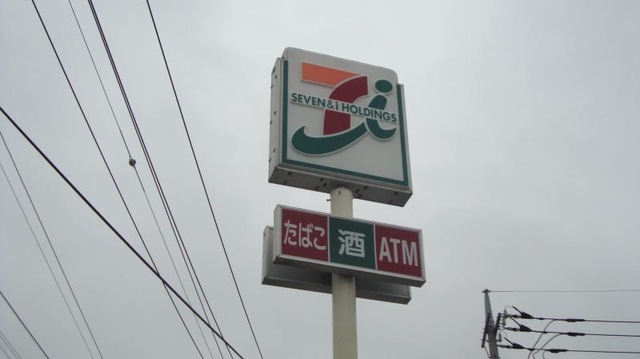 SEVEN & i HOLDINGS
たばこ 酒 ATM